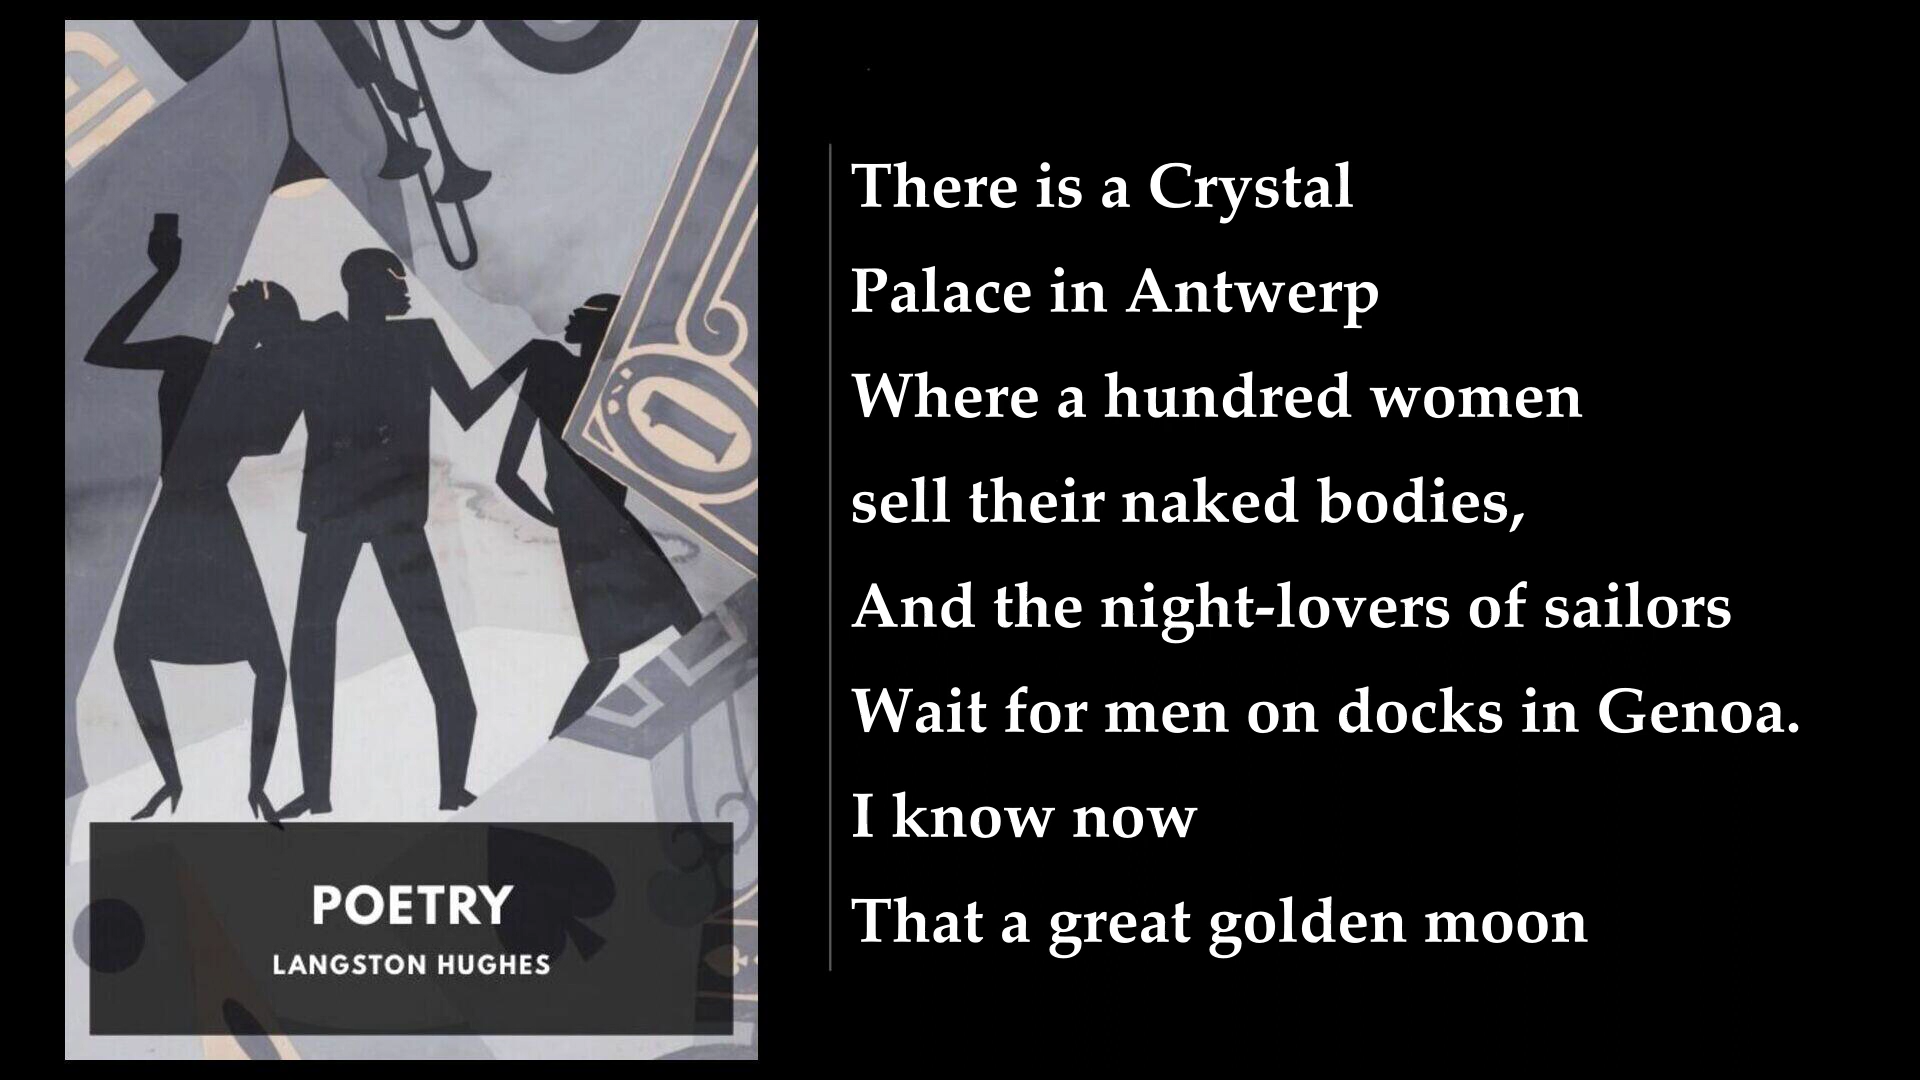 POETRY
LANGSTON HUGHES
There is a Crystal
Palace in Antwerp
Where a hundred women
sell their naked bodies,
And the night-lovers of sailors
Wait for men on docks in Genoa.
I know now
That a great golden moon